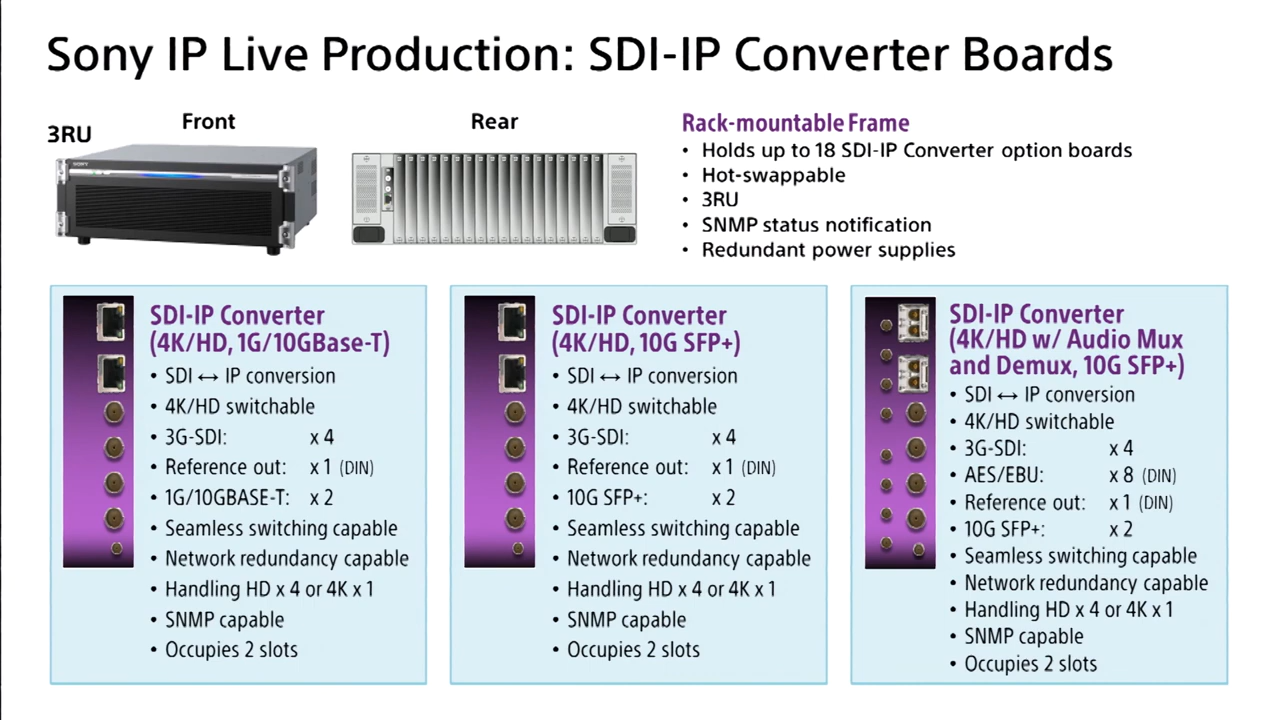 Sony IP Live Production: SDI-IP Converter Boards
3RU
Front
SONY
Rear
Rack-mountable Frame
• Holds up to 18 SDI-IP Converter option boards
• Hot-swappable
• 3RU
• SNMP status notification
• Redundant power supplies
SDI-IP Converter
(4K/HD, 1G/10GBase-T)
• SDI ↔ IP conversion
• 4K/HD switchable
• 3G-SDI: x 4
• Reference out: x 1 (DIN)
• 1G/10GBASE-T: x 2
• Seamless switching capable
• Network redundancy capable
• Handling HD x 4 or 4K x 1
• SNMP capable
• Occupies 2 slots
SDI-IP Converter
(4K/HD, 10G SFP+)
• SDI ↔ IP conversion
• 4K/HD switchable
• 3G-SDI: x 4
• Reference out: x 1 (DIN)
• 10G SFP+: x 2
• Seamless switching capable
• Network redundancy capable
• Handling HD x 4 or 4K x 1
• SNMP capable
• Occupies 2 slots
SDI-IP Converter
(4K/HD w/ Audio Mux
and Demux, 10G SFP+)
• SDI ↔ IP conversion
• 4K/HD switchable
• 3G-SDI: x 4
• AES/EBU: x 8 (DIN)
• Reference out: x 1 (DIN)
• 10G SFP+: x 2
• Seamless switching capable
• Network redundancy capable
• Handling HD x 4 or 4K x 1
• SNMP capable
• Occupies 2 slots